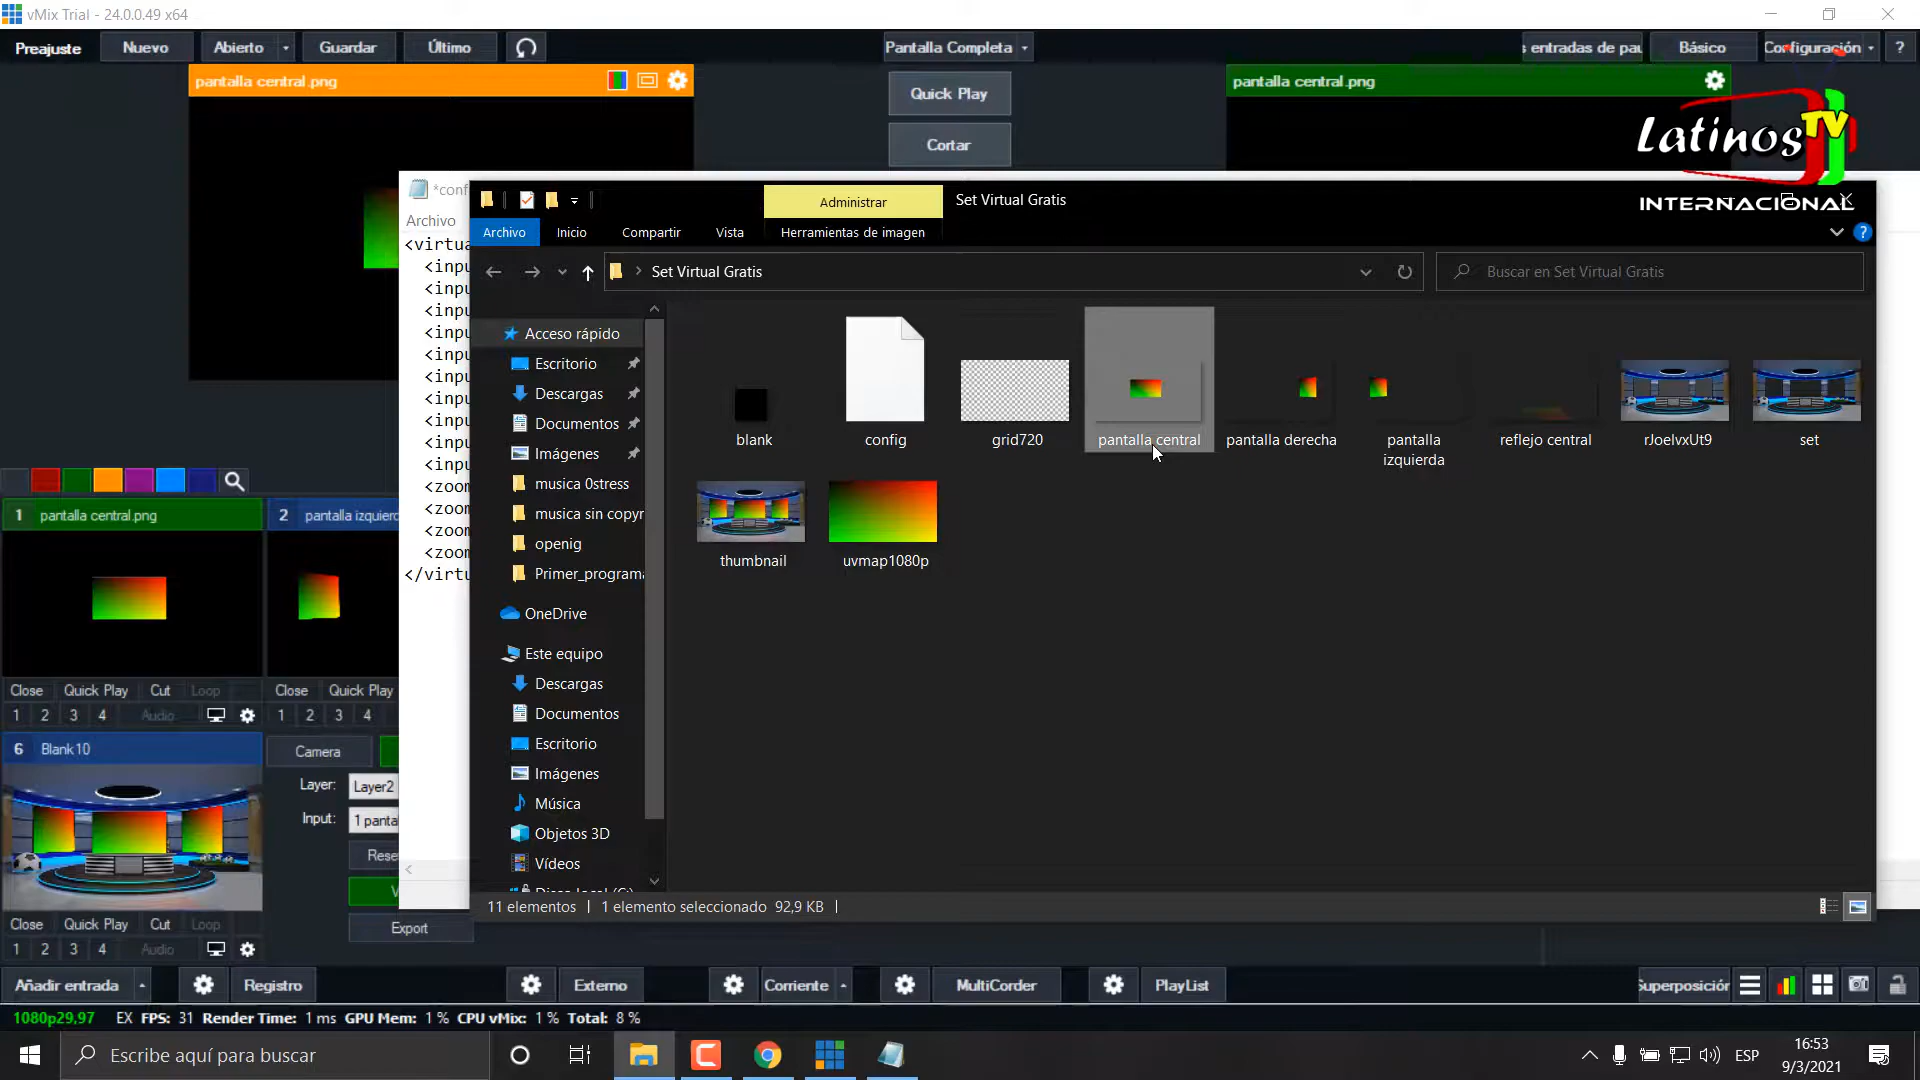 vMix Trial - 24.0.0.49 x64
Preajuste Nuevo Abierto Guardar Último Pantalla Completa entradas de pau Básico Configuración ?
pantalla central.png
pantalla central.png
Quick Play
Cortar
Latinos TV
INTERNACIONAL
*conf
Archivo
Administrar
Set Virtual Gratis
Archivo Inicio Compartir Vista Herramientas de imagen
Set Virtual Gratis
Buscar en Set Virtual Gratis
<virtua
<inpu
<inpu
<inpu
<inpu
<inpu
<inpu
<inpu
<inpu
<inpu
<inpu
<zoom
<zoom
<zoom
<zoom
</virtu
Acceso rápido
Escritorio
Descargas
Documentos
Imágenes
musica 0stress
musica sin copyr
openig
Primer_programa
OneDrive
Este equipo
Descargas
Documentos
Escritorio
Imágenes
Música
Objetos 3D
Vídeos
Disco local (C:)
blank
config
grid720
pantalla central
pantalla derecha
pantalla izquierda
reflejo central
rJoelvxUt9
set
thumbnail
uvmap1080p
11 elementos | 1 elemento seleccionado 92,9 KB |
1 pantalla central.png
2 pantalla izquierd
Close Quick Play Cut Loop
Close Quick Play
1 2 3 4 Audio
1 2 3 4
6 Blank10
Camera
Layer: Layer2
Input: 1 panta
Rese
Export
Close Quick Play Cut Loop
1 2 3 4 Audio
Añadir entrada Registro Externo Corriente MultiCorder PlayList Superposición
1080p29,97 EX FPS: 31 Render Time: 1 ms GPU Mem: 1 % CPU vMix: 1 % Total: 8 %
Escribe aquí para buscar
ESP
16:53
9/3/2021